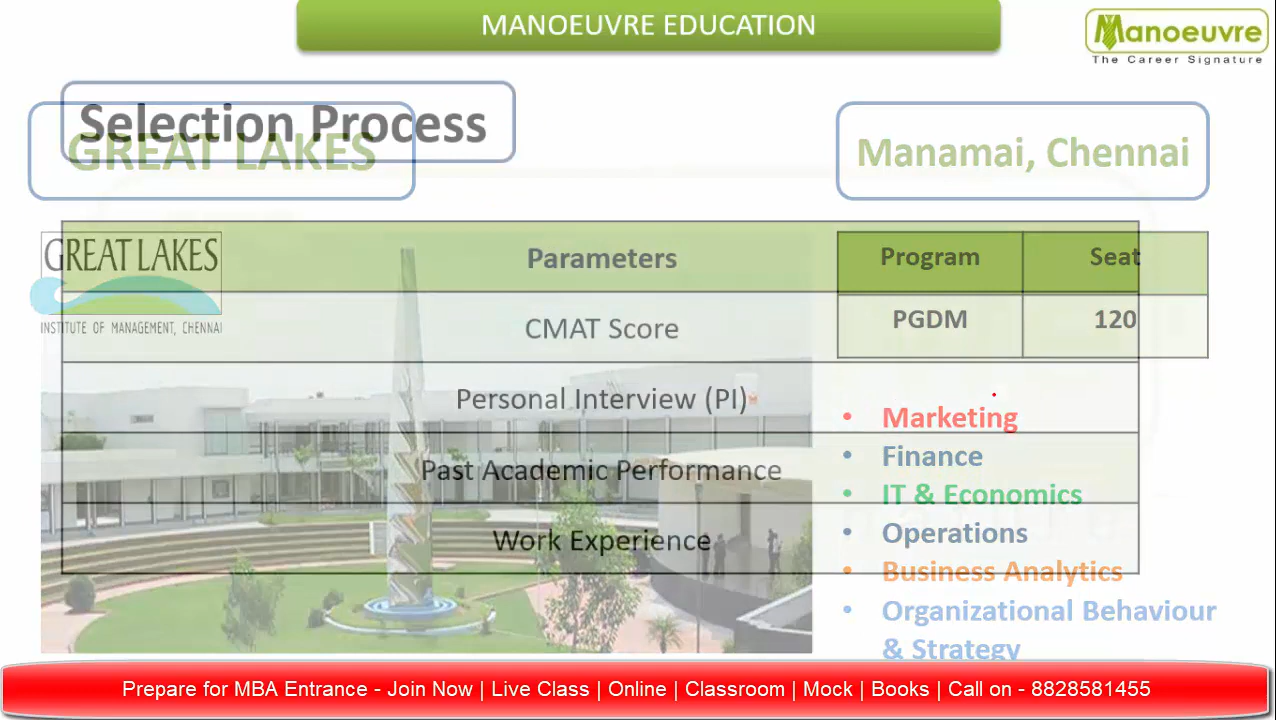 MANOEUVRE EDUCATION
Manoeuvre
The Career Signature
Selection Process
GREAT LAKES
Manamai, Chennai
GREAT LAKES
INSTITUTE OF MANAGEMENT, CHENNAI
Parameters
CMAT Score
Personal Interview (PI)
Past Academic Performance
Work Experience
Program Seat
PGDM 120
• Marketing
• Finance
• IT & Economics
• Operations
• Business Analytics
• Organizational Behaviour
& Strategy
Prepare for MBA Entrance - Join Now | Live Class | Online | Classroom | Mock | Books | Call on - 8828581455